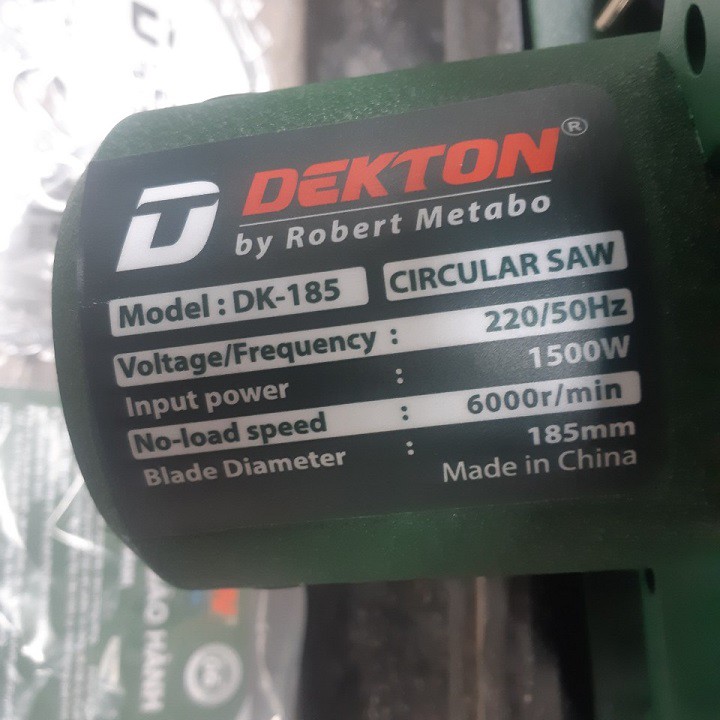 DEKTON®
by Robert Metabo
Model : DK-185 CIRCULAR SAW
Voltage/Frequency : 220/50Hz
Input power : 1500W
No-load speed : 6000r/min
Blade Diameter : 185mm
Made in China
HÀNH